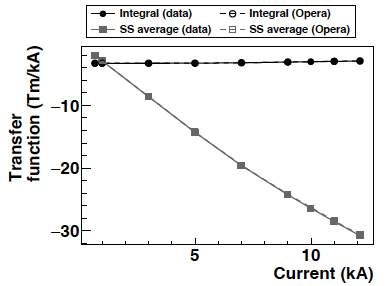 Integral (data)
Integral (Opera)
SS average (data)
SS average (Opera)
Transfer
function (Tm/kA)
−10
−20
−30
5
10
Current (kA)